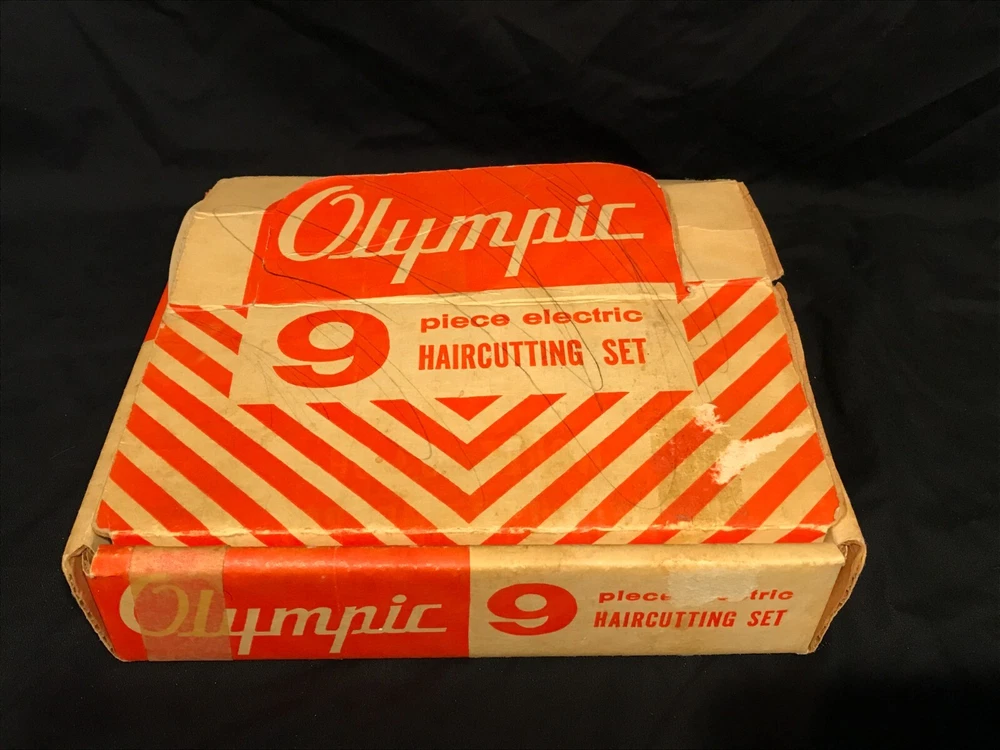 Olympic
9 piece electric
HAIRCUTTING SET
Olympic
9 piece
HAIRCUTTING SET